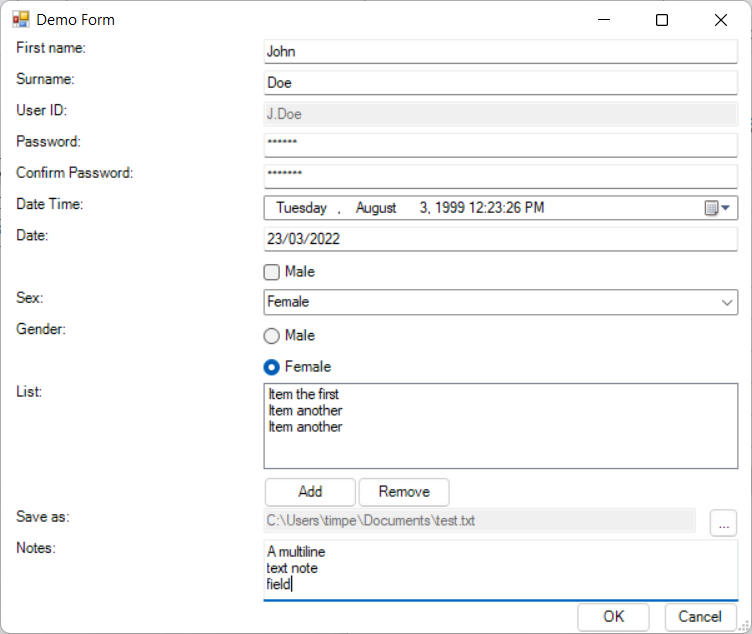 Demo Form
First name: John
Surname: Doe
User ID: J.Doe
Password: ******
Confirm Password: *******
Date Time: Tuesday , August 3, 1999 12:23:26 PM
Date: 23/03/2022
Male
Sex: Female
Gender: Male
Female
List: Item the first
Item another
Item another
Add Remove
Save as: C:\Users\timpe\Documents\test.txt ...
Notes: A multiline
text note
field
OK Cancel